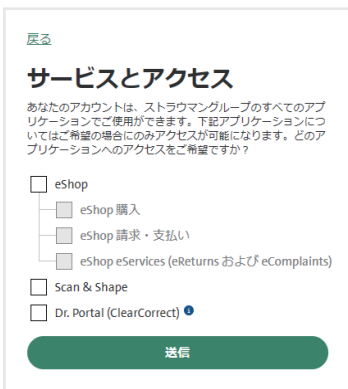 戻る
サービスとアクセス
あなたのアカウントは、ストラウマングループのすべてのアプ
リケーションでご使用ができます。下記アプリケーションにつ
いてはご希望の場合にのみアクセスが可能になります。どのア
プリケーションへのアクセスをご希望ですか？
eShop
eShop 購入
eShop 請求・支払い
eShop eServices (eReturns および eComplaints)
Scan & Shape
Dr. Portal (ClearCorrect)
送信